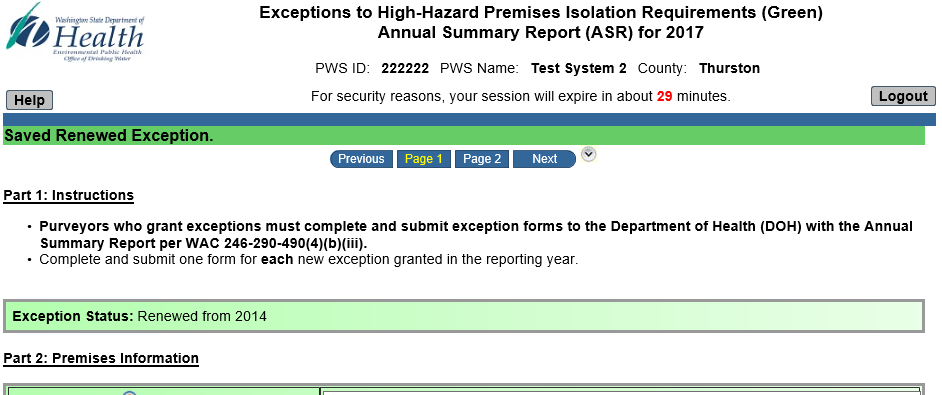 Washington State Department of
Health
Environmental Public Health
Office of Drinking Water
Exceptions to High-Hazard Premises Isolation Requirements (Green)
Annual Summary Report (ASR) for 2017
PWS ID: 222222 PWS Name: Test System 2 County: Thurston
Help
For security reasons, your session will expire in about 29 minutes.
Logout
Saved Renewed Exception.
Previous Page 1 Page 2 Next
Part 1: Instructions
• Purveyors who grant exceptions must complete and submit exception forms to the Department of Health (DOH) with the Annual
Summary Report per WAC 246-290-490(4)(b)(iii).
• Complete and submit one form for each new exception granted in the reporting year.
Exception Status: Renewed from 2014
Part 2: Premises Information